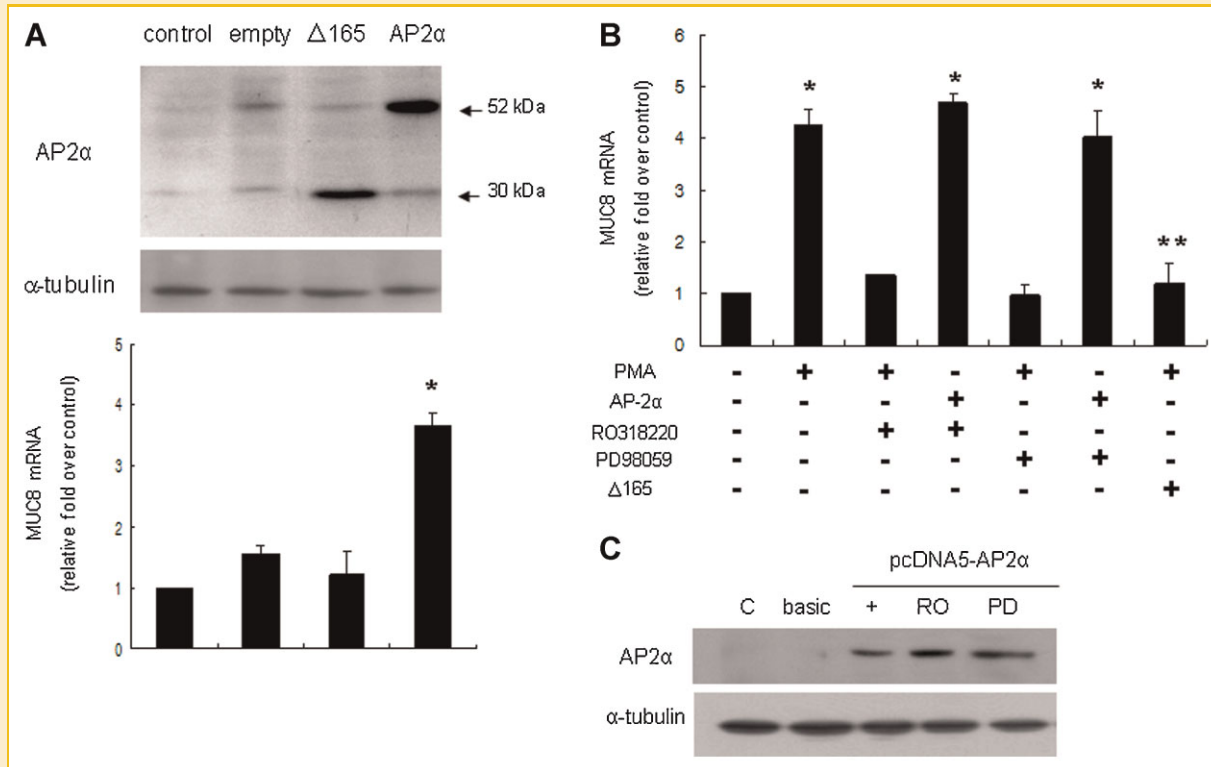 A
control empty Δ165 AP2α
AP2α
52 kDa
30 kDa
α-tubulin
MUC8 mRNA
(relative fold over control)
5
4
3
2
1
0
*
B
MUC8 mRNA
(relative fold over control)
6
5
4
3
2
1
0
* * * **
PMA - + + - + - +
AP-2α - - - + - + -
RO318220 - - + + - - -
PD98059 - - - - + + -
Δ165 - - - - - - +
C
pcDNA5-AP2α
C basic + RO PD
AP2α
α-tubulin